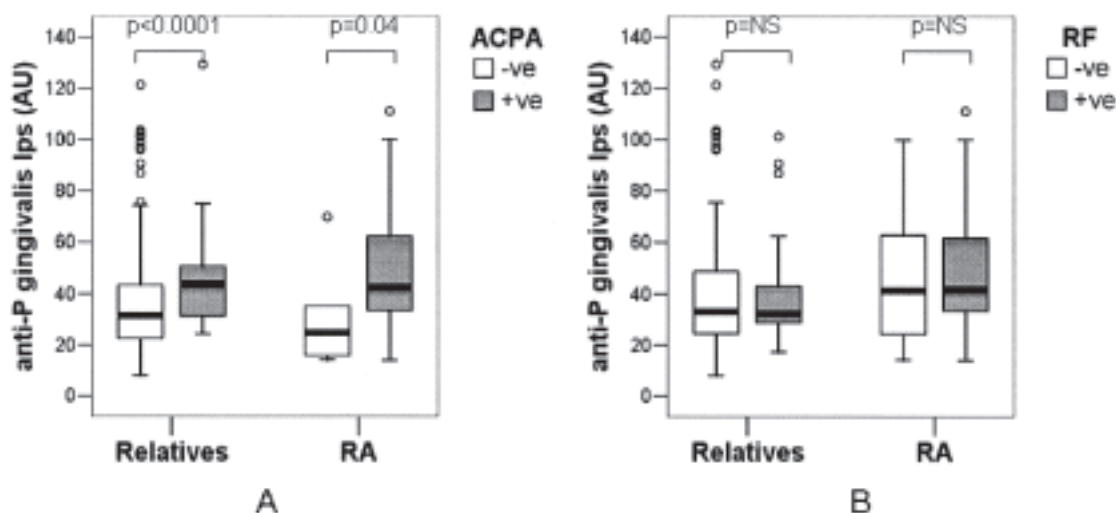 p<0.0001
p=0.04
ACPA
-ve
+ve
140
120
100
80
60
40
20
0
anti-P gingivalis lps (AU)
Relatives
RA
A
p=NS
p=NS
RF
-ve
+ve
140
120
100
80
60
40
20
0
anti-P gingivalis lps (AU)
Relatives
RA
B